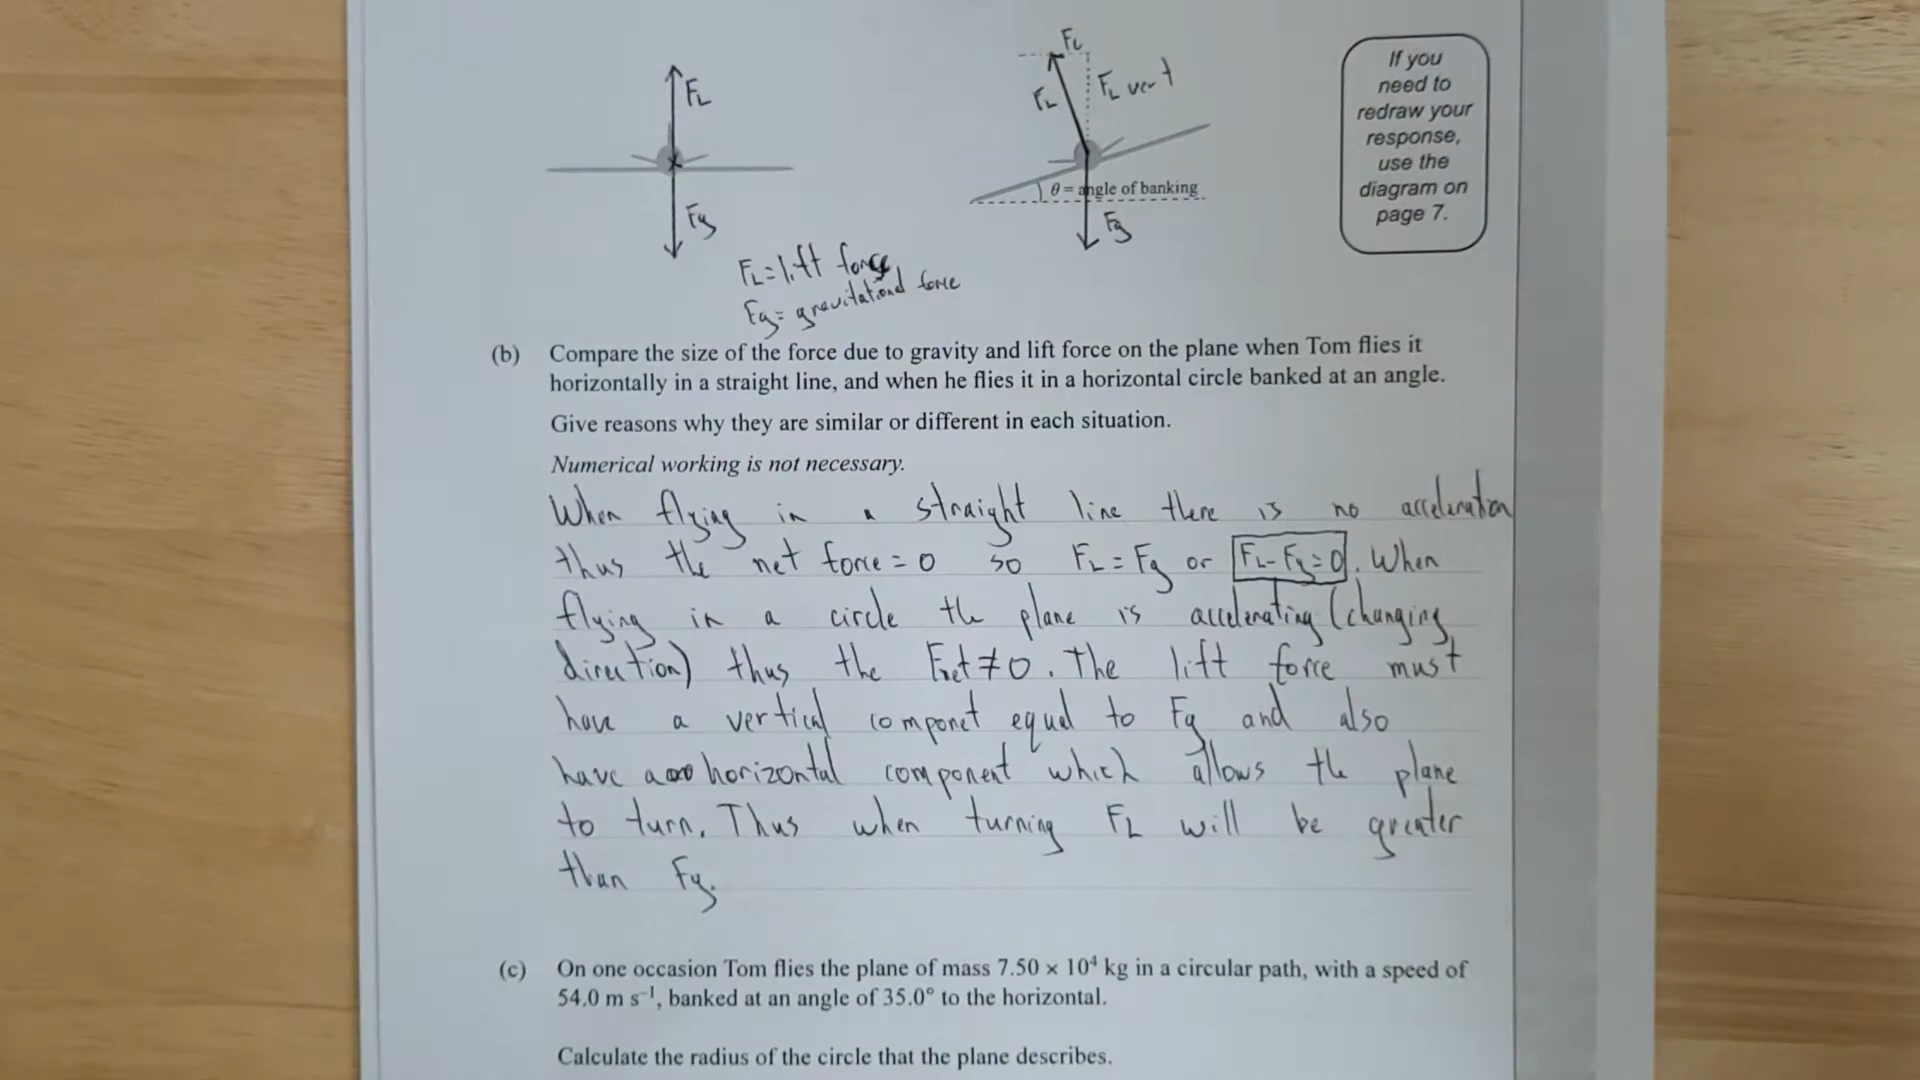 FL
Fg
FL = lift force
Fg = gravitational force
FL
FL
FL vert
θ = angle of banking
Fg
If you
need to
redraw your
response,
use the
diagram on
page 7.
(b) Compare the size of the force due to gravity and lift force on the plane when Tom flies it
horizontally in a straight line, and when he flies it in a horizontal circle banked at an angle.
Give reasons why they are similar or different in each situation.
Numerical working is not necessary.
When flying in a straight line there is no acceleration
thus the net force = 0 so FL = Fg or FL - Fg = 0. When
flying in a circle the plane is accelerating (changing
direction) thus the Fnet ≠ 0. The lift force must
have a vertical componet equal to Fg and also
have a horizontal component which allows the plane
to turn. Thus when turning FL will be greater
than Fg.
(c) On one occasion Tom flies the plane of mass 7.50 × 10⁴ kg in a circular path, with a speed of
54.0 m s⁻¹, banked at an angle of 35.0° to the horizontal.
Calculate the radius of the circle that the plane describes.